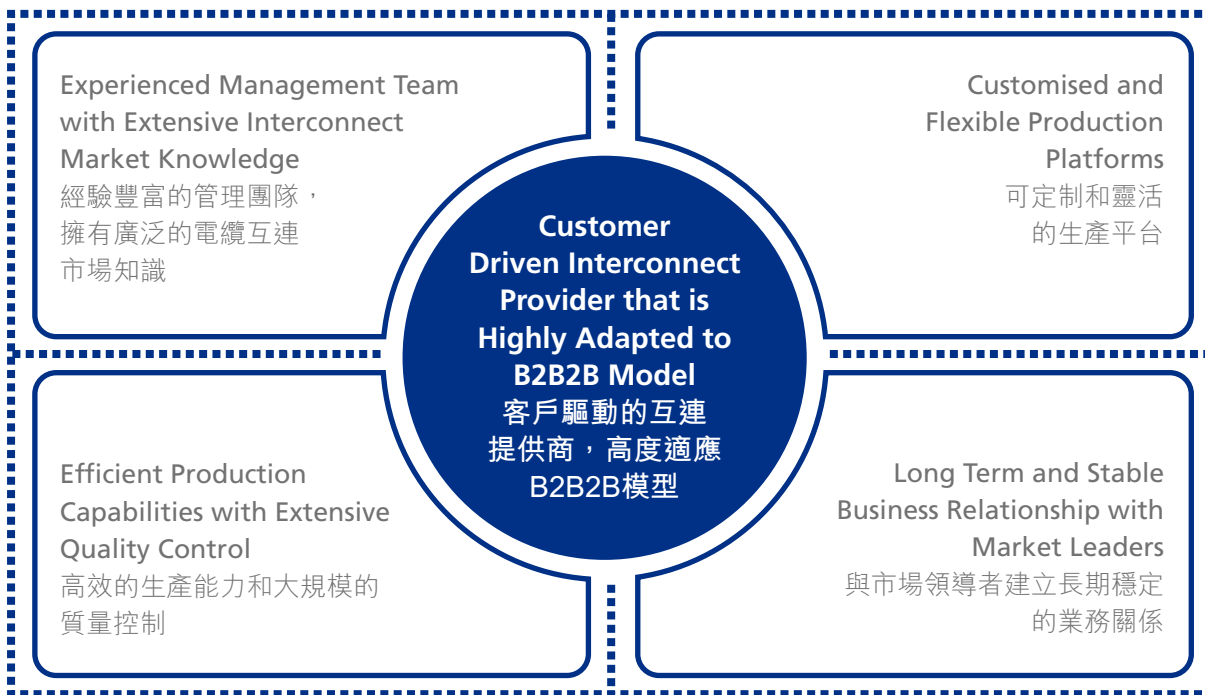 Experienced Management Team
with Extensive Interconnect
Market Knowledge
經驗豐富的管理團隊，
擁有廣泛的電纜互連
市場知識
Customised and
Flexible Production
Platforms
可定制和靈活
的生產平台
Customer
Driven Interconnect
Provider that is
Highly Adapted to
B2B2B Model
客戶驅動的互連
提供商，高度適應
B2B2B模型
Efficient Production
Capabilities with Extensive
Quality Control
高效的生產能力和大規模的
質量控制
Long Term and Stable
Business Relationship with
Market Leaders
與市場領導者建立長期穩定
的業務關係